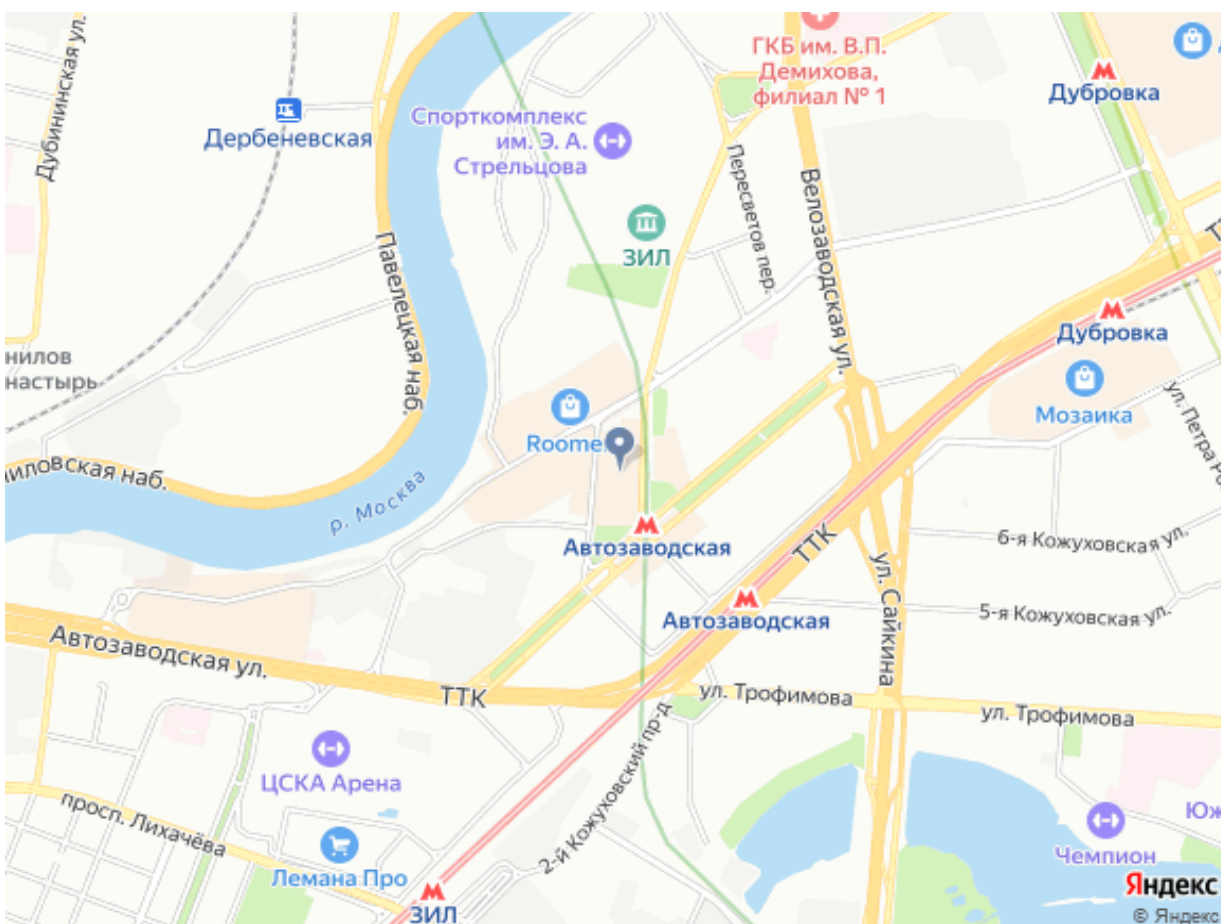 Дубининская ул.
ГКБ им. В.П.
Демихова,
филиал № 1
Дубровка
Дербеневская
Спорткомплекс
им. Э. А.
Стрельцова
Пересветов пер.
Велозаводская ул.
ЗИЛ
Павелецкая наб.
Дубровка
нилов
настырь
Мозаика
Roome
ул. Петра Ро
иловская наб.
р. Москва
Автозаводская
ТТК
6-я Кожуховская ул.
ул. Сайкина
Автозаводская
5-я Кожуховская ул.
Автозаводская ул.
ТТК
ул. Трофимова
ул. Трофимова
2-й Кожуховский пр-д
ЦСКА Арена
просп. Лихачёва
Лемана Про
ЗИЛ
Чемпион
Юж
Яндекс
© Яндекс